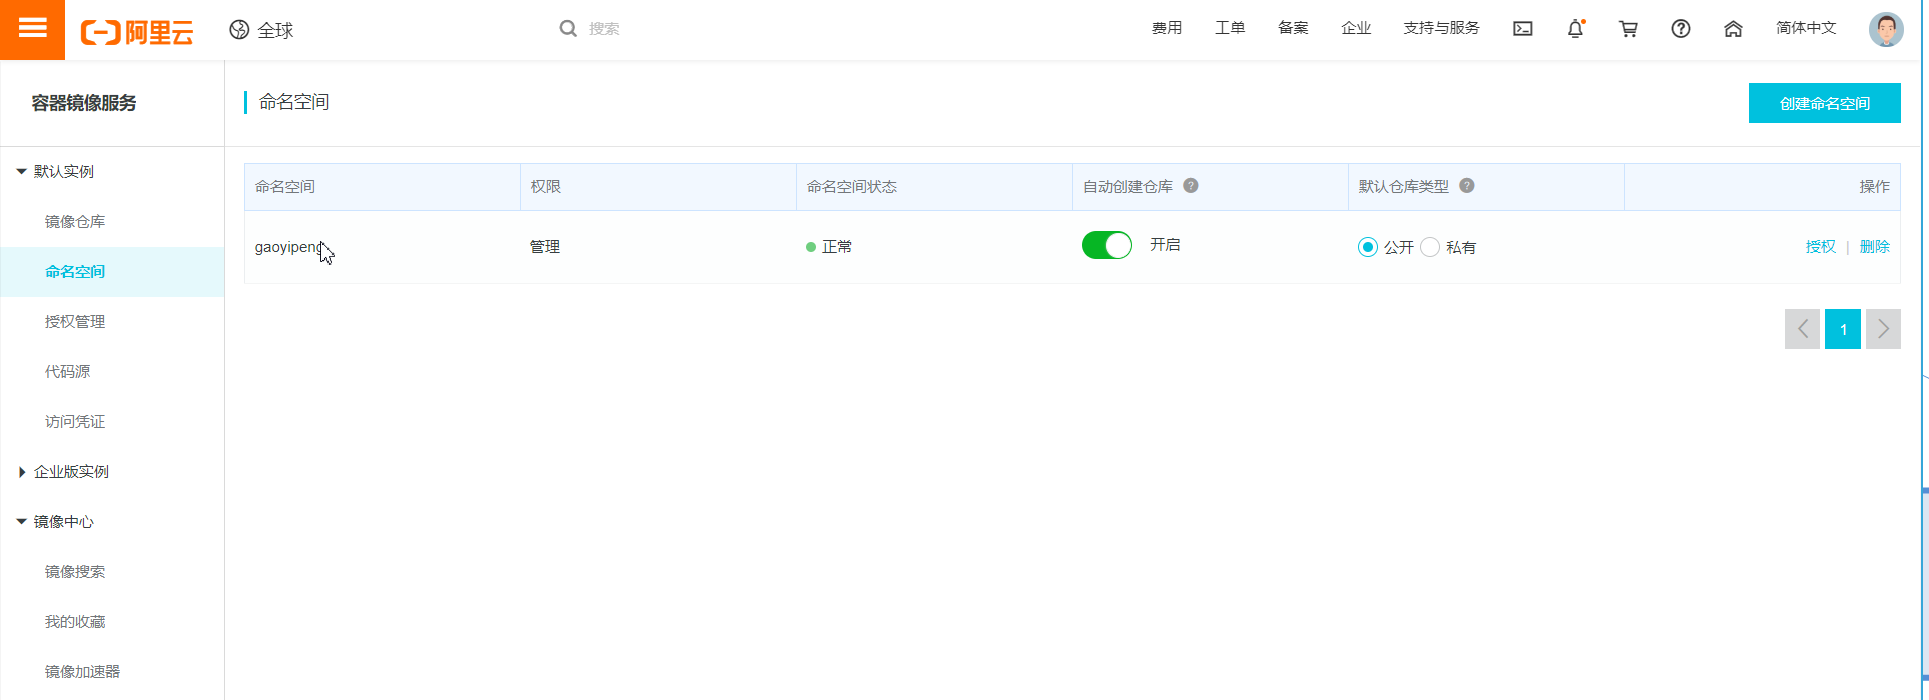 阿里云
全球
搜索
费用
工单
备案
企业
支持与服务
简体中文
容器镜像服务
默认实例
镜像仓库
命名空间
授权管理
代码源
访问凭证
企业版实例
镜像中心
镜像搜索
我的收藏
镜像加速器
命名空间
创建命名空间
命名空间 权限 命名空间状态 自动创建仓库 ? 默认仓库类型 ? 操作
gaoyipeng 管理 正常 开启 公开 私有 授权 | 删除
1